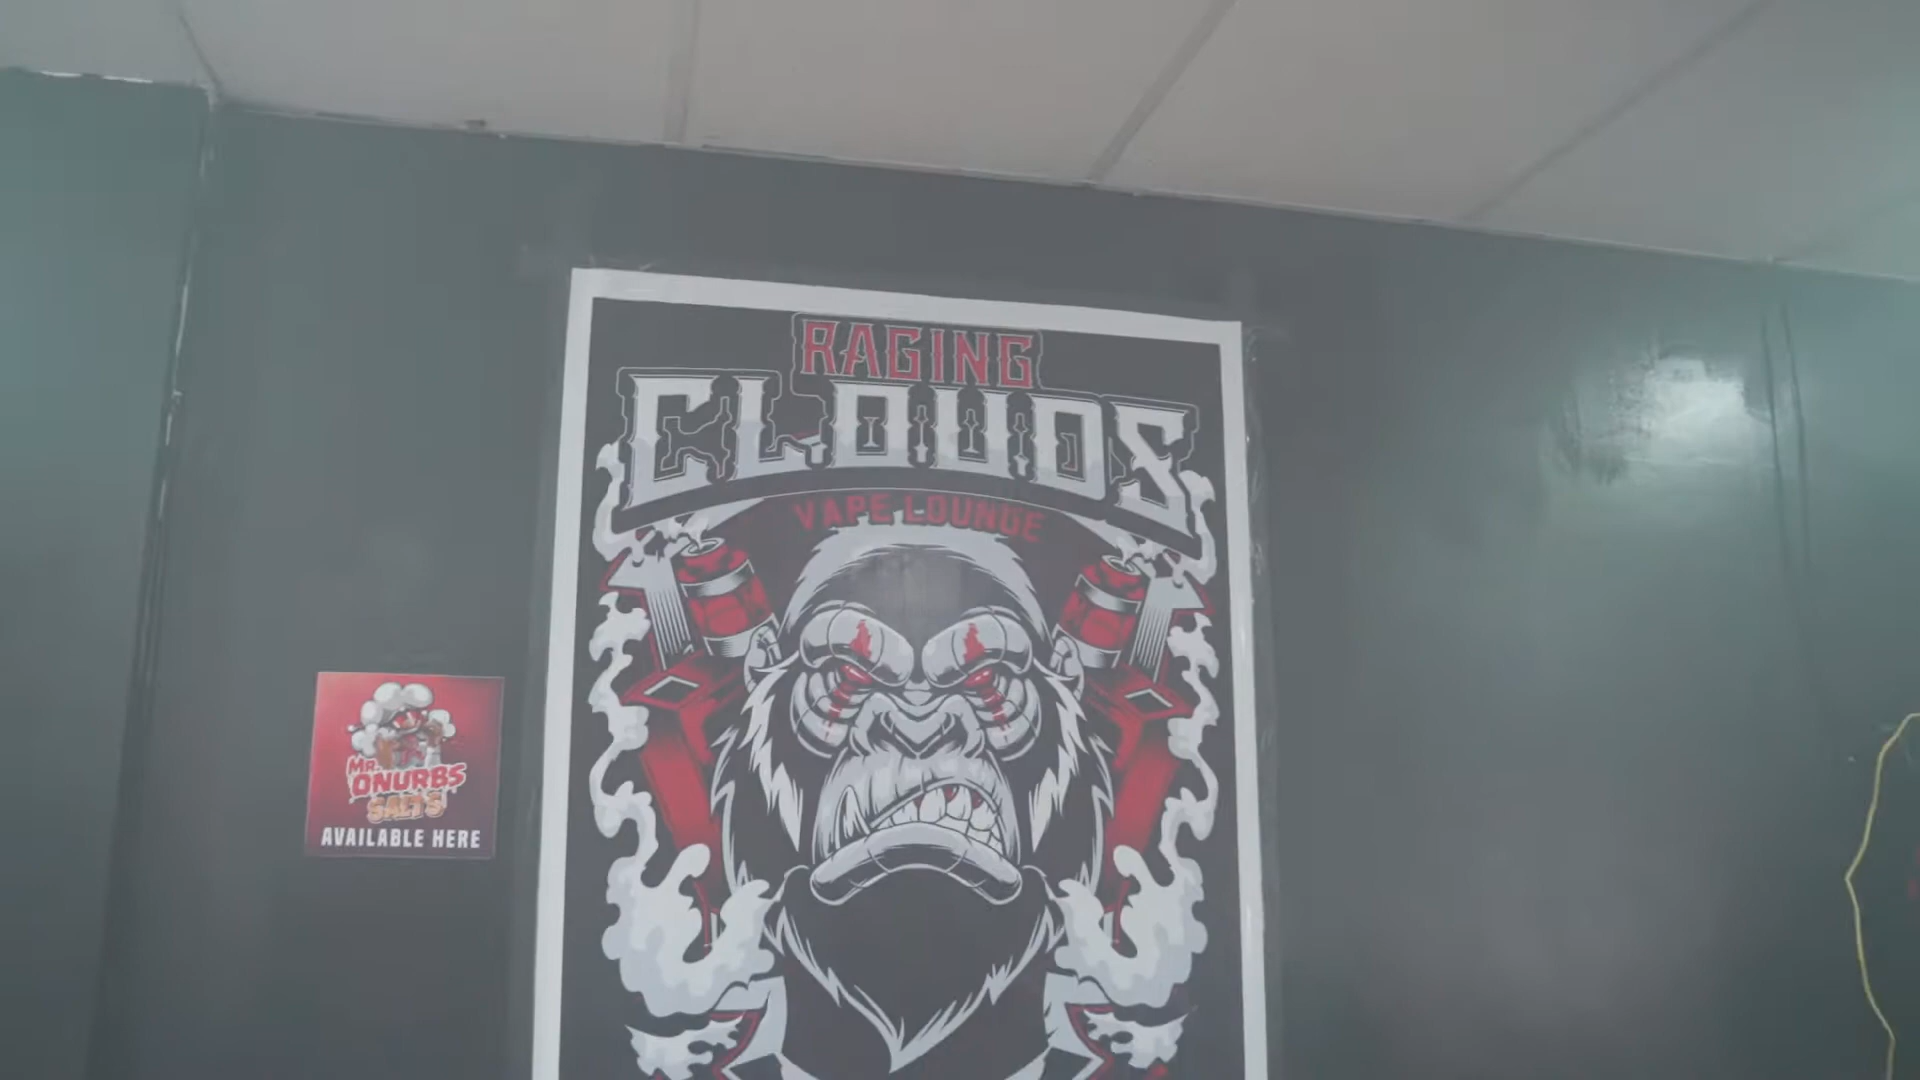 RAGING
CLOUDS
VAPE LOUNGE
MR.
ONURBS
SALTS
AVAILABLE HERE